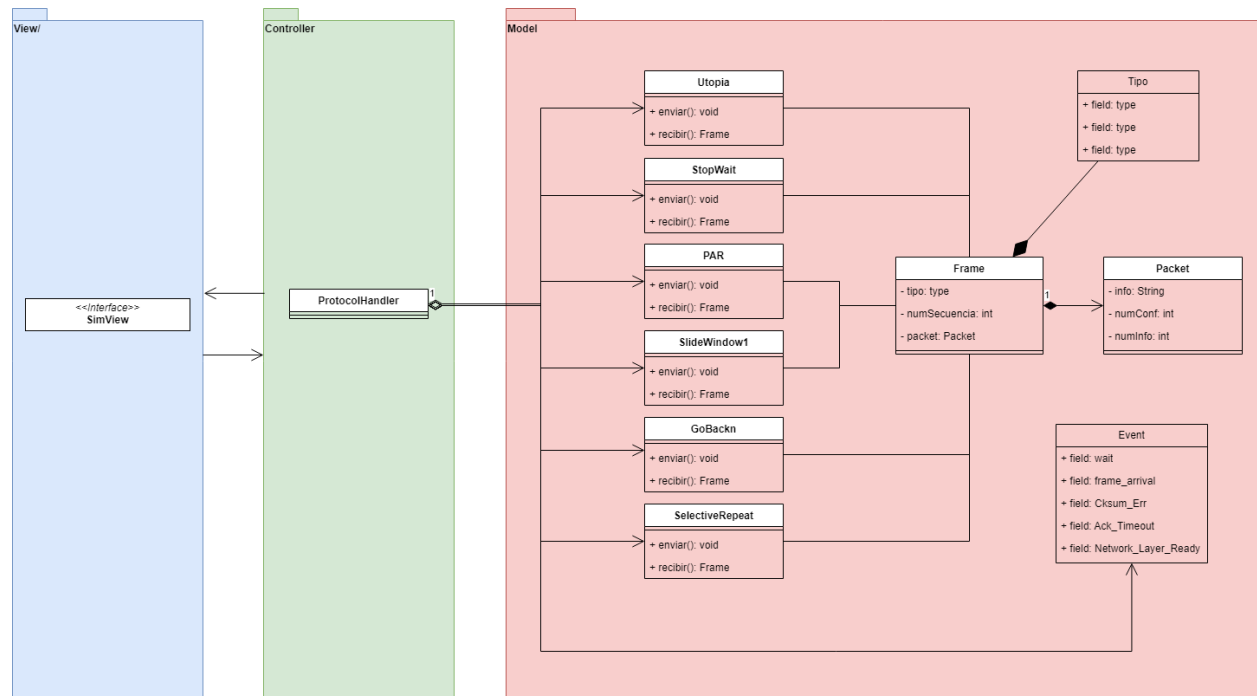 View/
Controller
Model
<<Interface>>
SimView
ProtocolHandler
1
Utopia
+ enviar(): void
+ recibir(): Frame
StopWait
+ enviar(): void
+ recibir(): Frame
PAR
+ enviar(): void
+ recibir(): Frame
SlideWindow1
+ enviar(): void
+ recibir(): Frame
GoBackn
+ enviar(): void
+ recibir(): Frame
SelectiveRepeat
+ enviar(): void
+ recibir(): Frame
Tipo
+ field: type
+ field: type
+ field: type
Frame
- tipo: type
- numSecuencia: int
- packet: Packet
1
Packet
- info: String
- numConf: int
- numInfo: int
Event
+ field: wait
+ field: frame_arrival
+ field: Cksum_Err
+ field: Ack_Timeout
+ field: Network_Layer_Ready